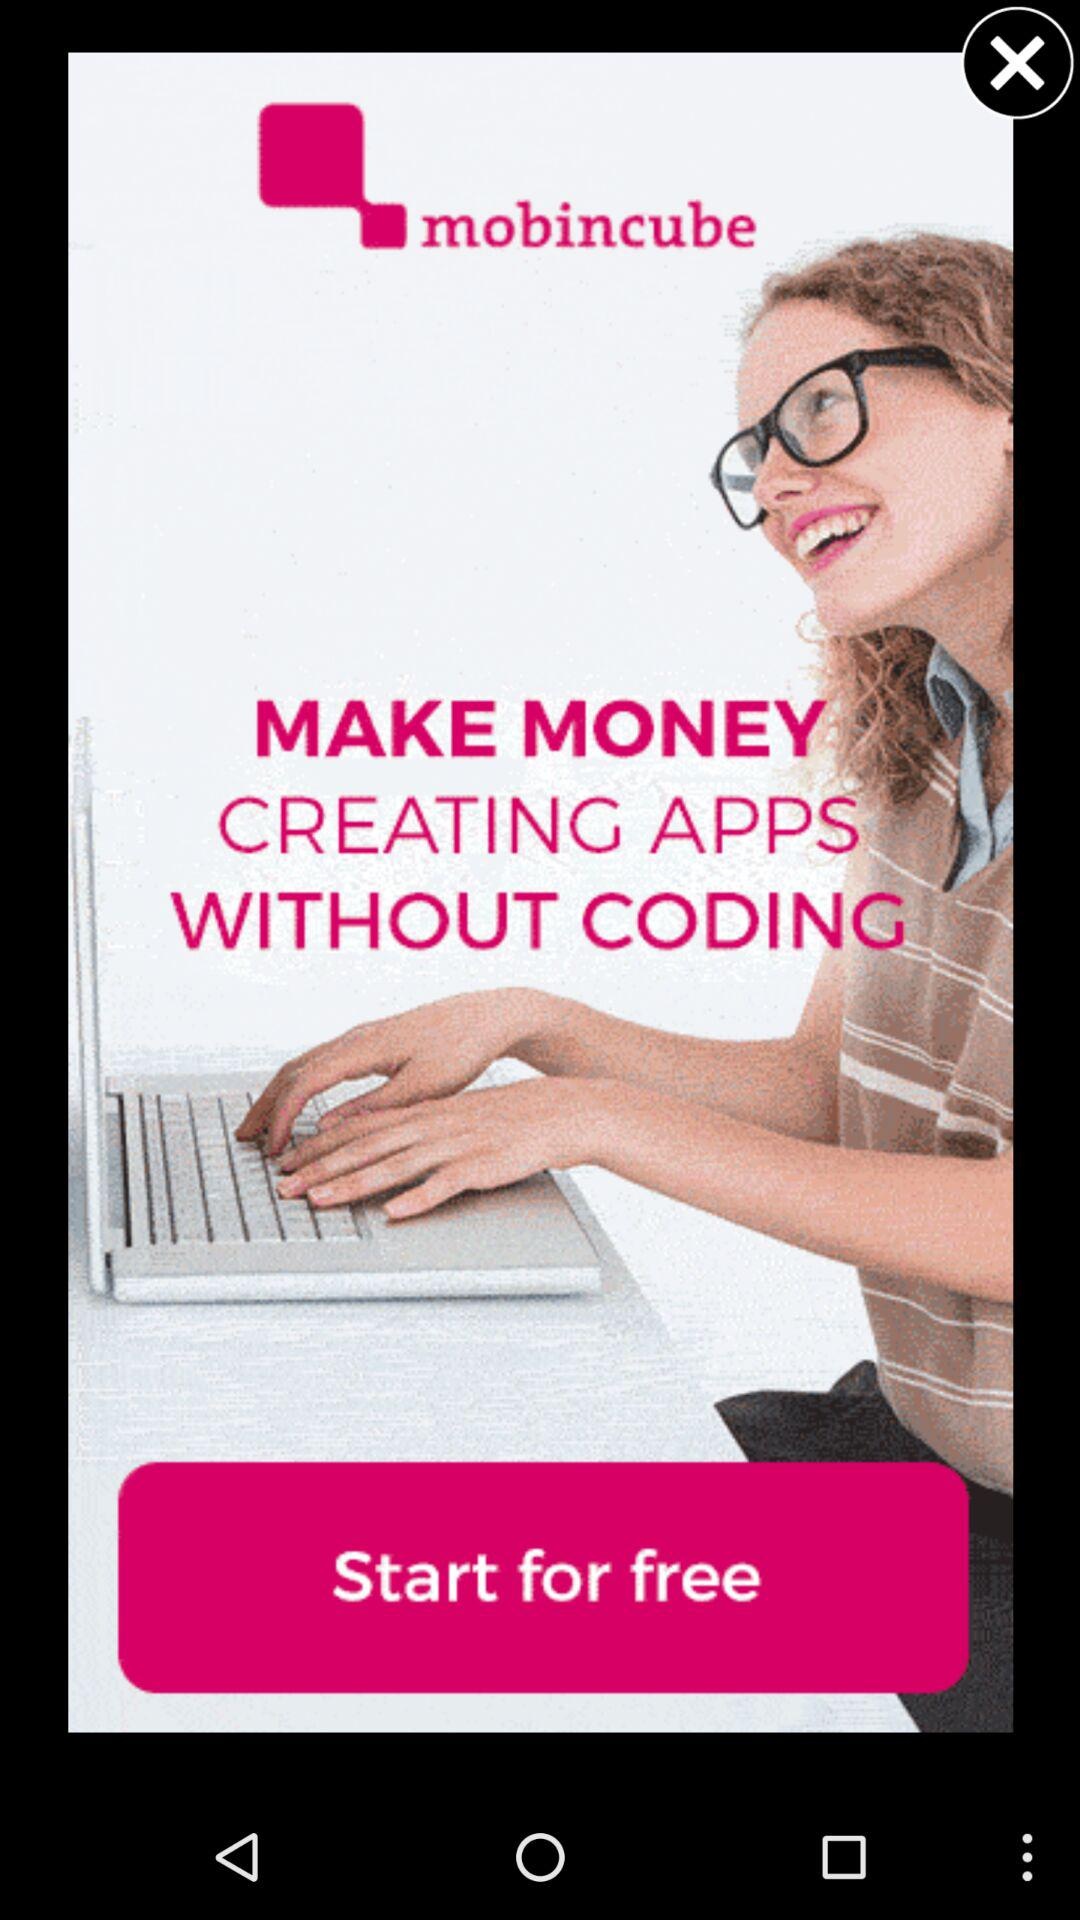 mobincube
MAKE MONEY
CREATING APPS
WITHOUT CODING
Start for free